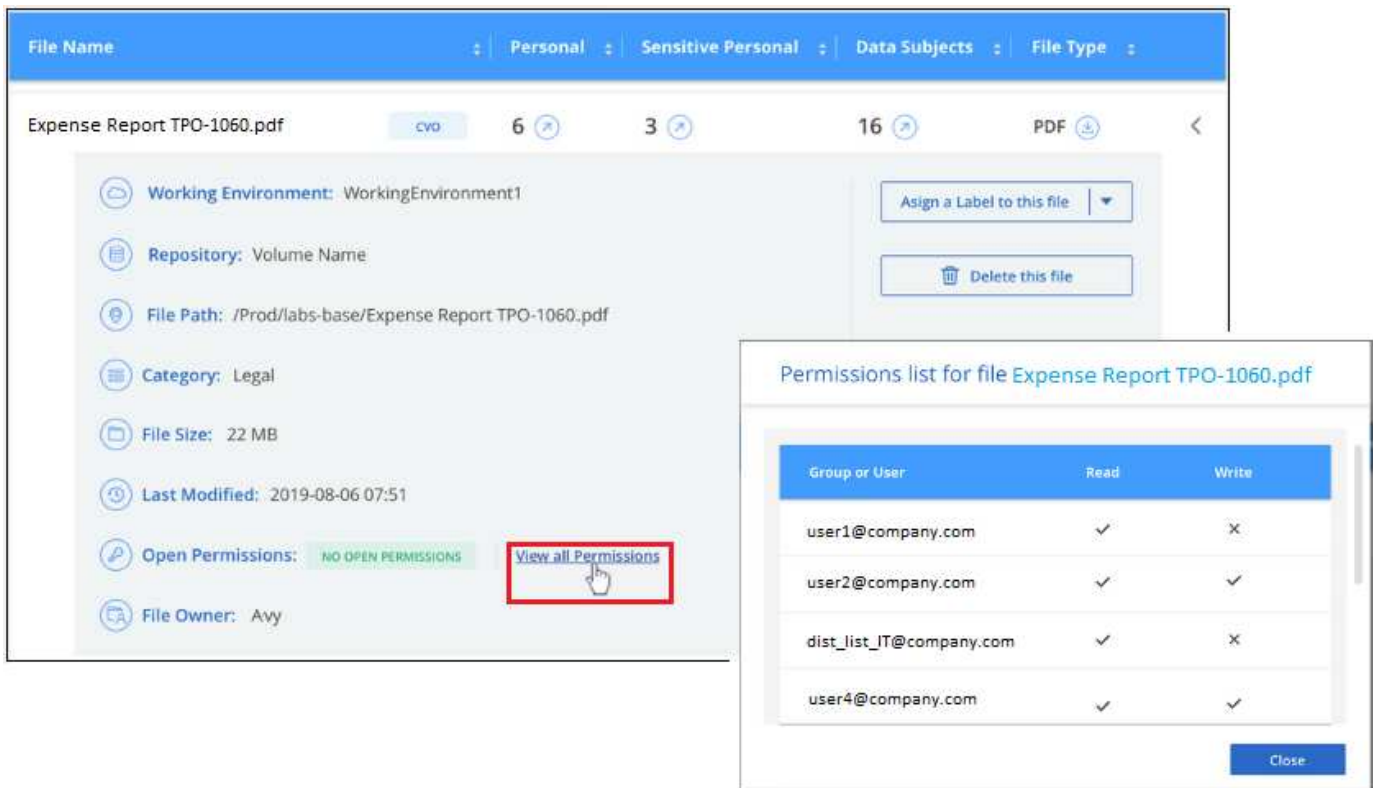 File Name Personal Sensitive Personal Data Subjects File Type
Expense Report TPO-1060.pdf CVO 6 3 16 PDF
Working Environment: WorkingEnvironment1
Repository: Volume Name
File Path: /Prod/labs-base/Expense Report TPO-1060.pdf
Category: Legal
File Size: 22 MB
Last Modified: 2019-08-06 07:51
Open Permissions: NO OPEN PERMISSIONS View all Permissions
File Owner: Avy
Asign a Label to this file
Delete this file
Permissions list for file Expense Report TPO-1060.pdf
Group or User Read Write
user1@company.com ✓ ✕
user2@company.com ✓ ✓
dist_list_IT@company.com ✓ ✕
user4@company.com ✓ ✓
Close